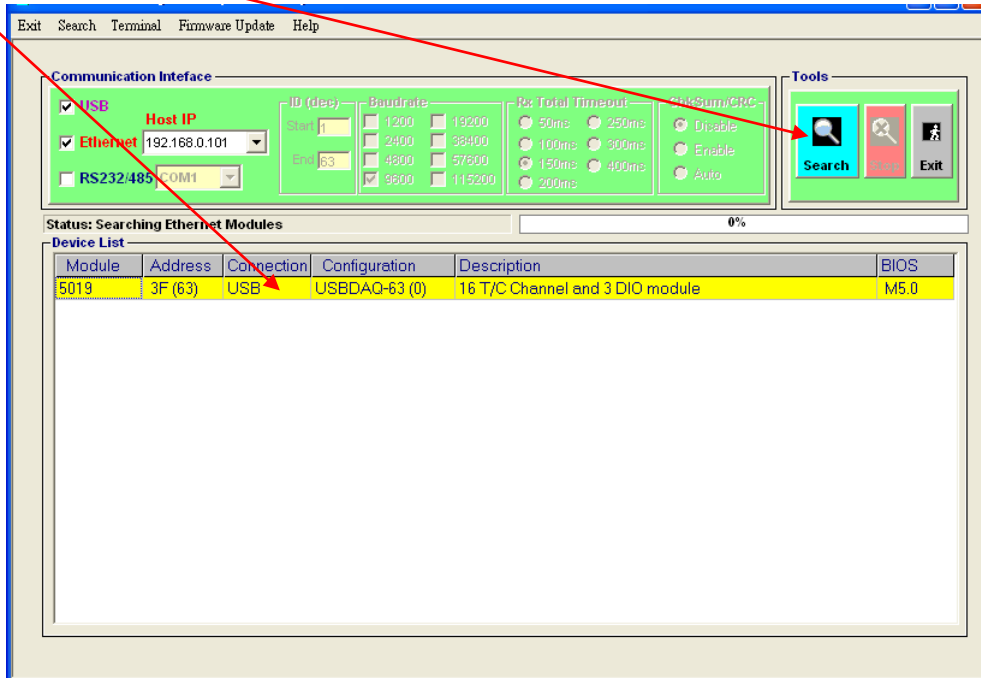 Exit Search Terminal Firmware Update Help
Communication Inteface
USB
Host IP
Ethernet 192.168.0.101
RS232/485 COM1
ID (dec)
Start 1
End 63
Baudrate
1200 19200
2400 38400
4800 57600
9600 115200
Rx Total Timeout
50ms 250ms
100ms 300ms
150ms 400ms
200ms
ChkSum/CRC
Disable
Enable
Auto
Tools
Search Stop Exit
Status: Searching Ethernet Modules 0%
Device List
Module Address Connection Configuration Description BIOS
5019 3F (63) USB USBDAQ-63 (0) 16 T/C Channel and 3 DIO module M5.0